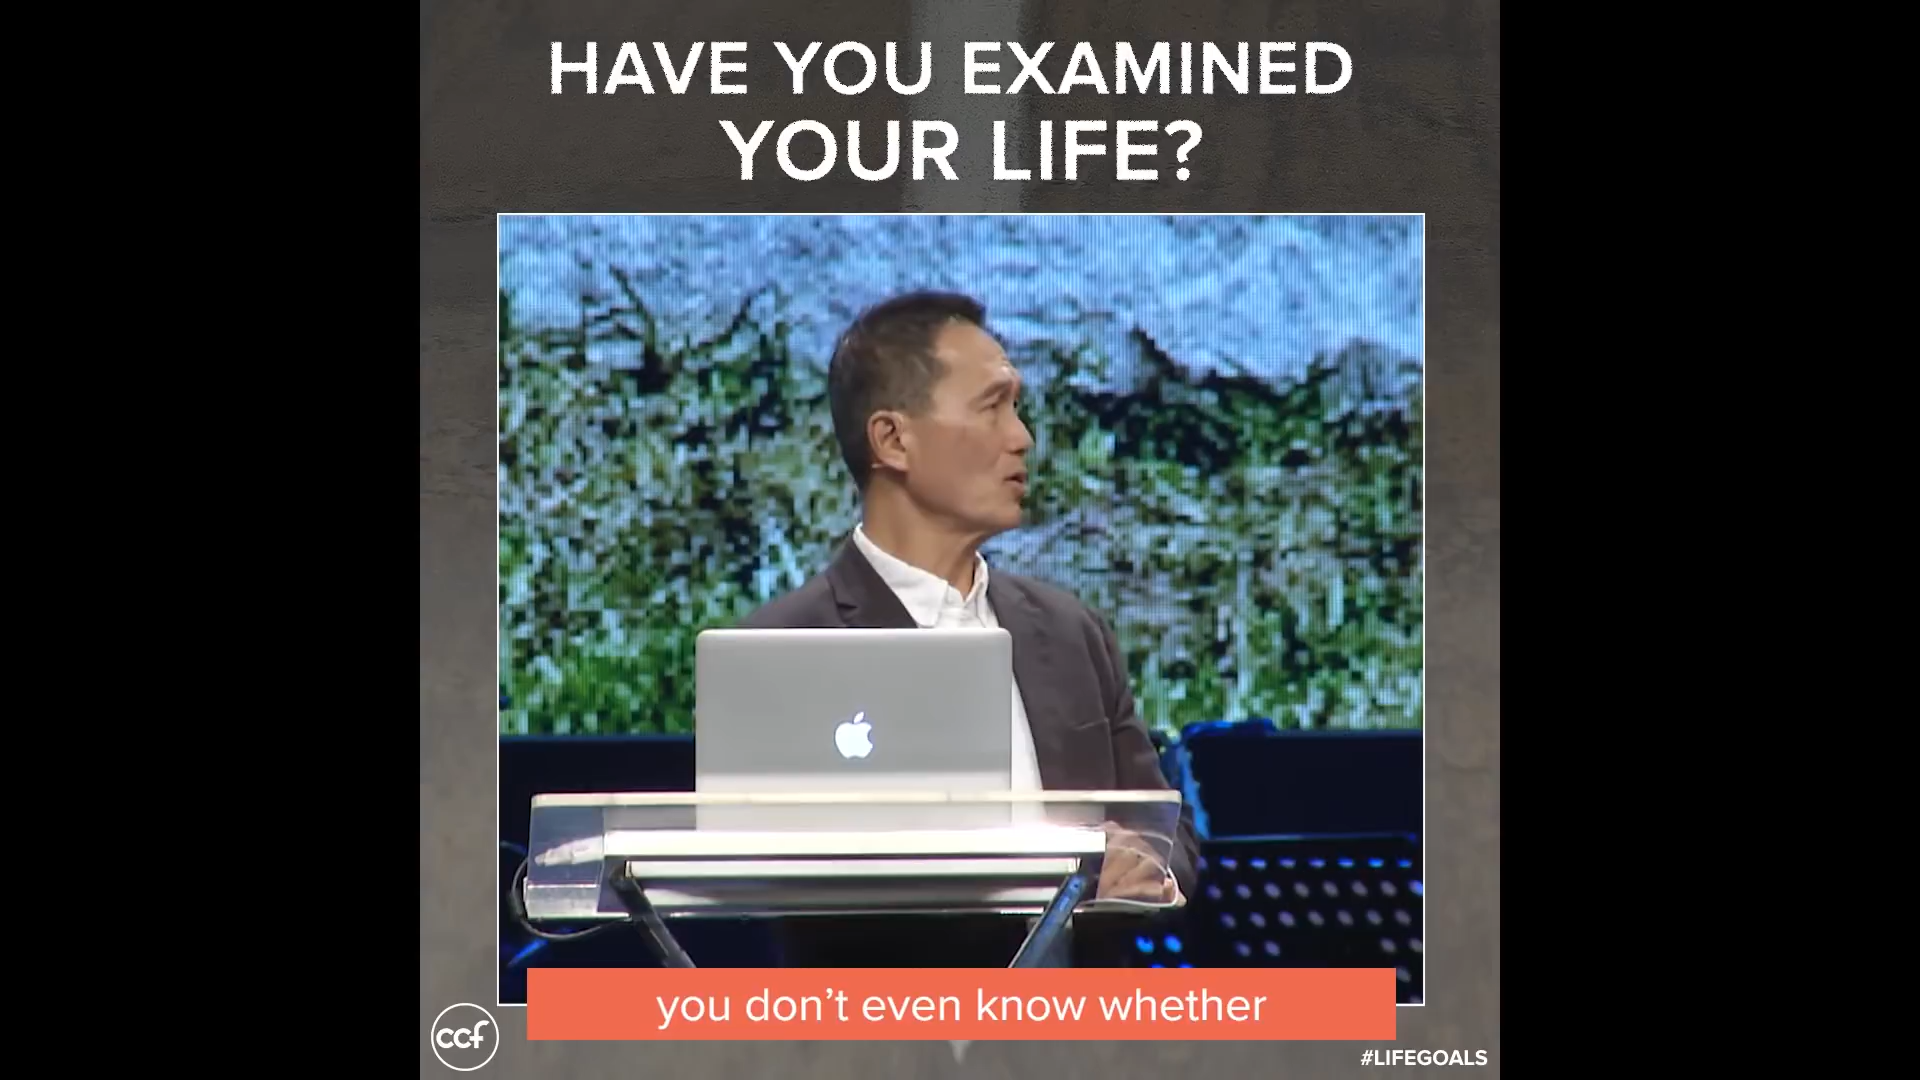 HAVE YOU EXAMINED
YOUR LIFE?
you don't even know whether
ccf
#LIFEGOALS